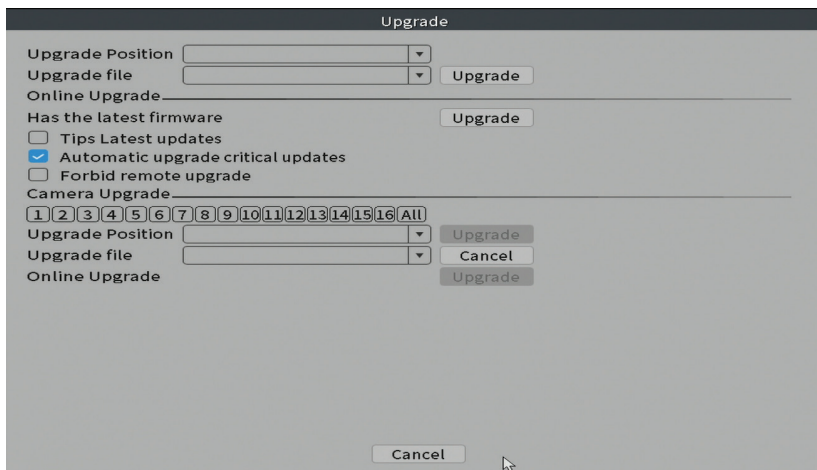 Upgrade
Upgrade Position
Upgrade file Upgrade
Online Upgrade
Has the latest firmware Upgrade
Tips Latest updates
Automatic upgrade critical updates
Forbid remote upgrade
Camera Upgrade
1 2 3 4 5 6 7 8 9 10 11 12 13 14 15 16 All
Upgrade Position Upgrade
Upgrade file Cancel
Online Upgrade Upgrade
Cancel